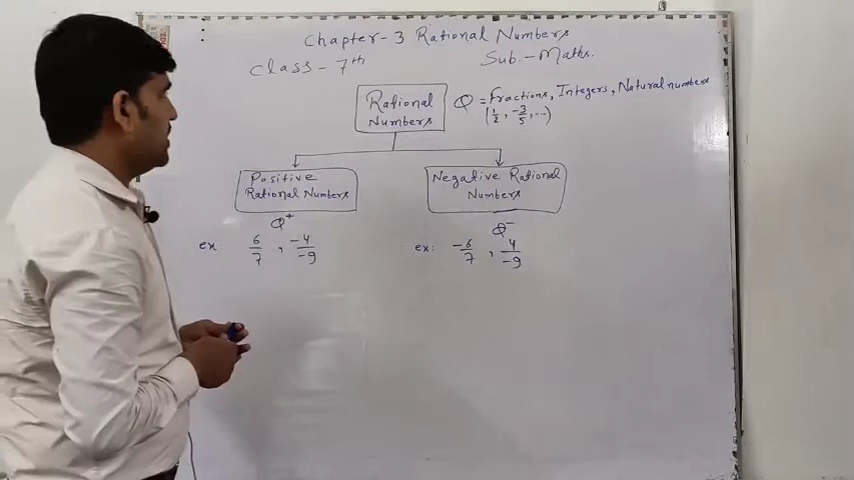 Chapter-3 Rational Numbers
Class - 7th
Sub. - Maths.
Rational Numbers
Q = Fractions, Integers, Natural numbers
(1/2, -3/5, ...)
Positive
Rational Numbers
Q+
ex: 6/7, -4/-9
Negative Rational
Numbers
Q-
ex: -6/7, 4/-9